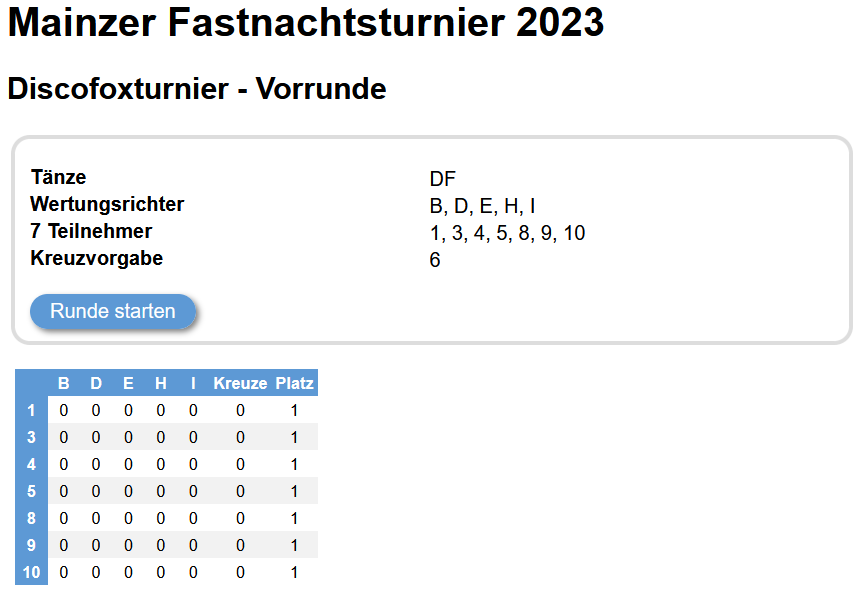 Mainzer Fastnachtsturnier 2023
Discofoxturnier - Vorrunde
Tänze DF
Wertungsrichter B, D, E, H, I
7 Teilnehmer 1, 3, 4, 5, 8, 9, 10
Kreuzvorgabe 6
Runde starten
B D E H I Kreuze Platz
1 0 0 0 0 0 0 1
3 0 0 0 0 0 0 1
4 0 0 0 0 0 0 1
5 0 0 0 0 0 0 1
8 0 0 0 0 0 0 1
9 0 0 0 0 0 0 1
10 0 0 0 0 0 0 1